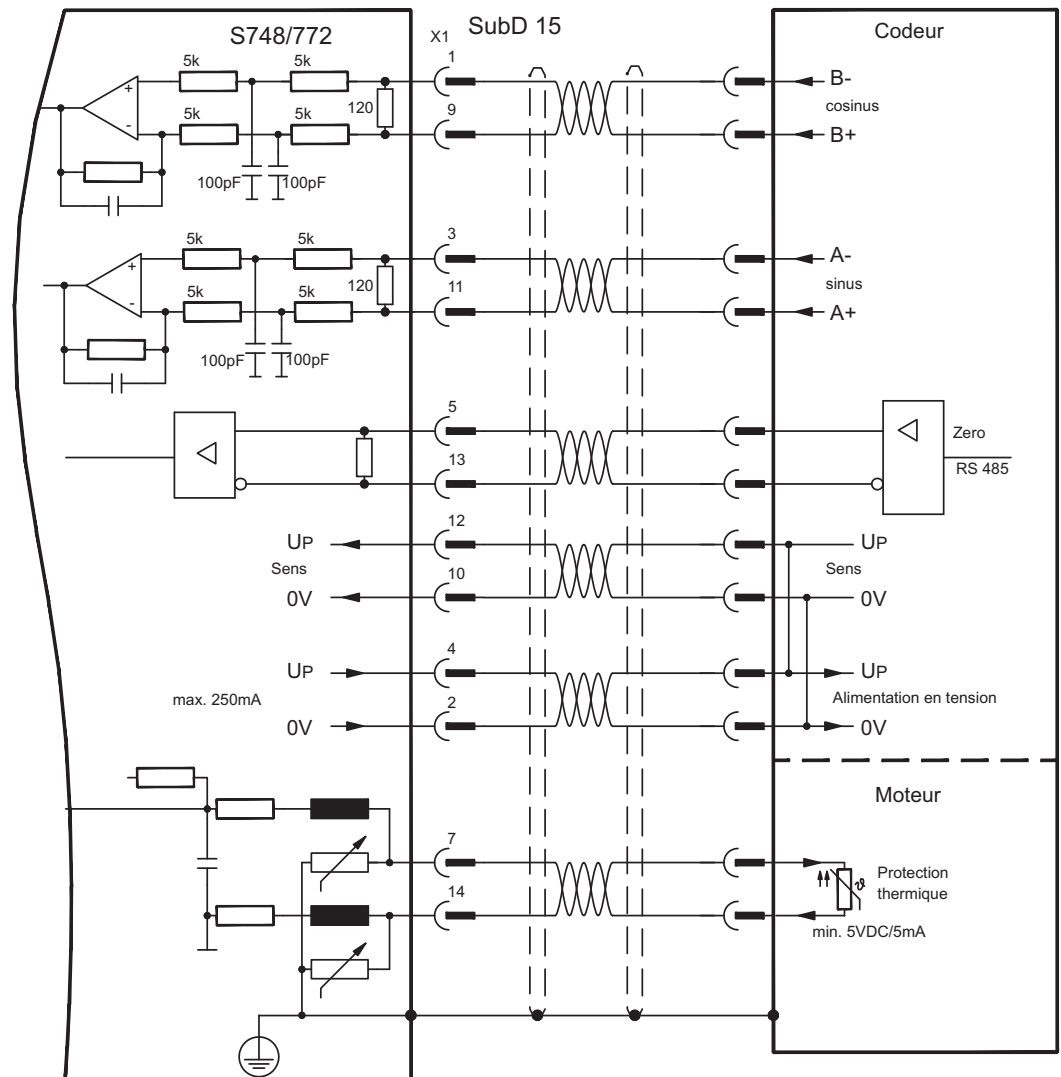 S748/772
X1
SubD 15
Codeur
5k
5k
1
B-
+
120
cosinus
-
9
B+
5k
5k
100pF
100pF
5k
5k
3
A-
+
120
sinus
-
11
A+
5k
5k
100pF
100pF
5
Zero
13
RS 485
12
UP
UP
Sens
Sens
10
0V
0V
4
UP
UP
max. 250mA
Alimentation en tension
2
0V
0V
Moteur
7
Protection
thermique
ϑ
14
min. 5VDC/5mA